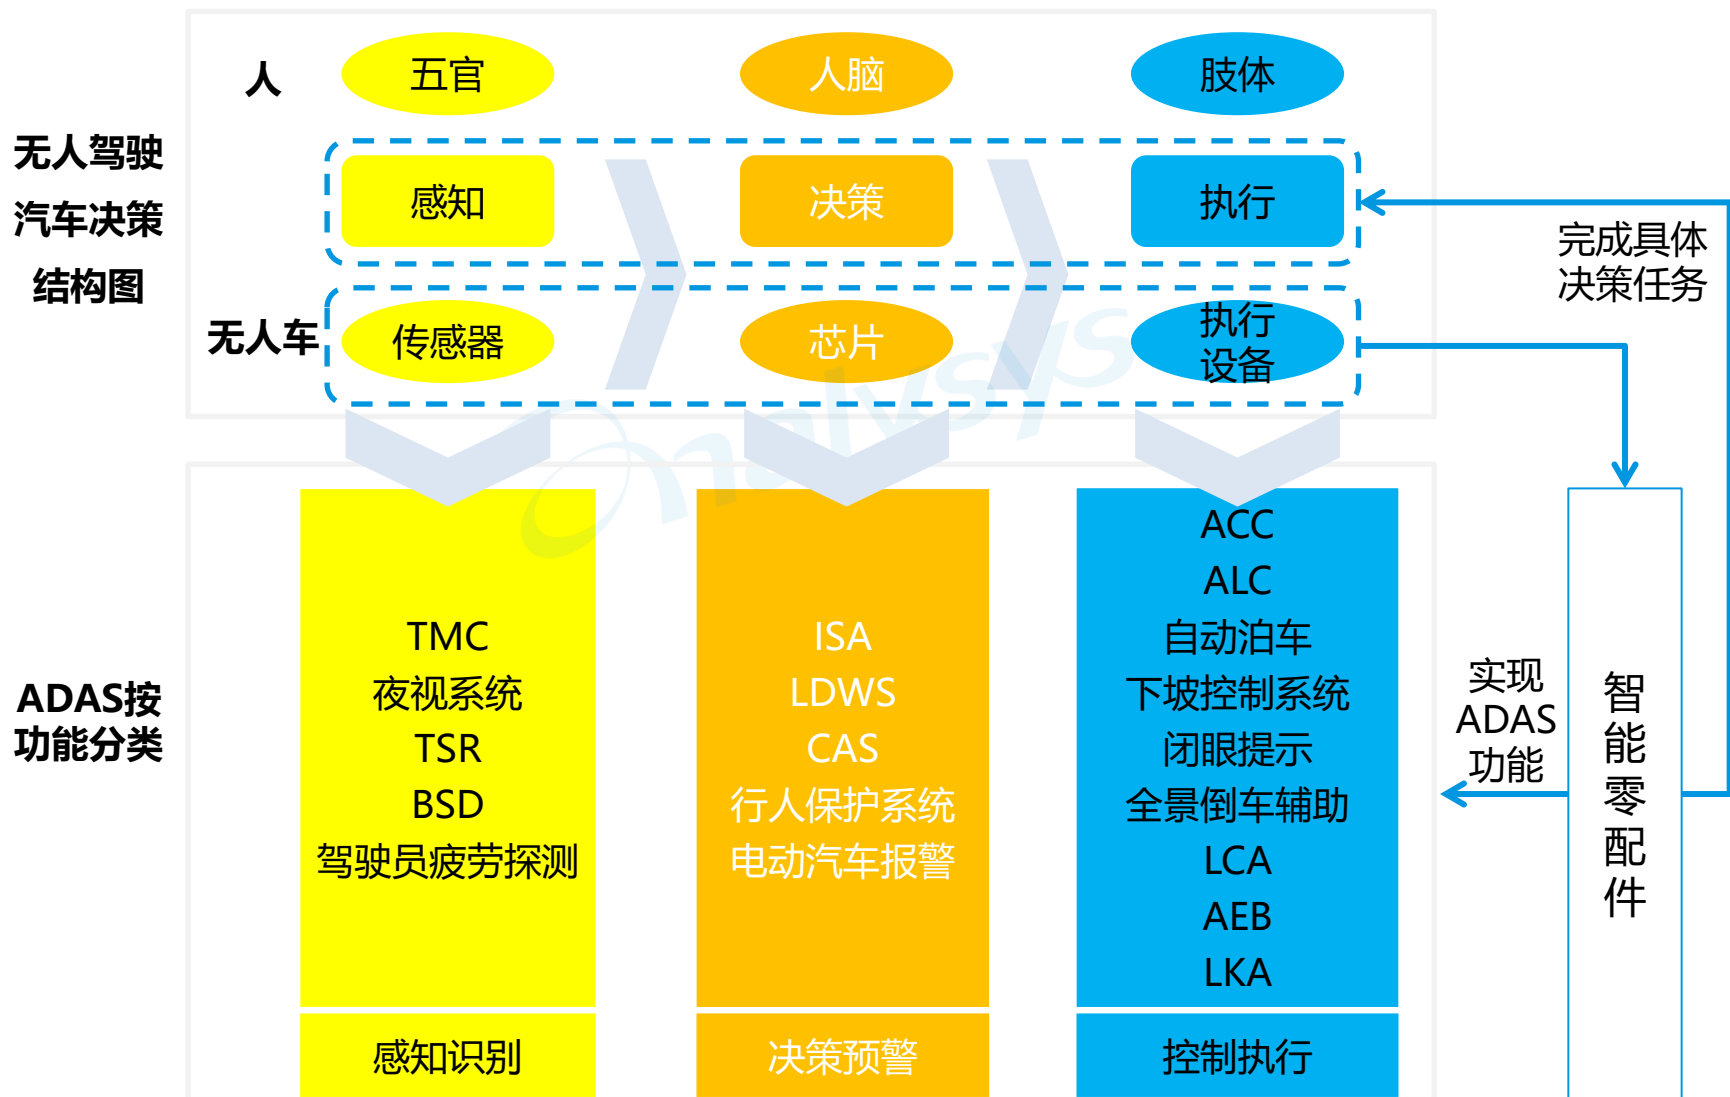 人
五官
人脑
肢体
无人驾驶
汽车决策
结构图
感知
决策
执行
完成具体
决策任务
无人车
传感器
芯片
执行
设备
analysys
ADAS按
功能分类
TMC
夜视系统
TSR
BSD
驾驶员疲劳探测
感知识别
ISA
LDWS
CAS
行人保护系统
电动汽车报警
决策预警
ACC
ALC
自动泊车
下坡控制系统
闭眼提示
全景倒车辅助
LCA
AEB
LKA
控制执行
实现
ADAS
功能
智
能
零
配
件